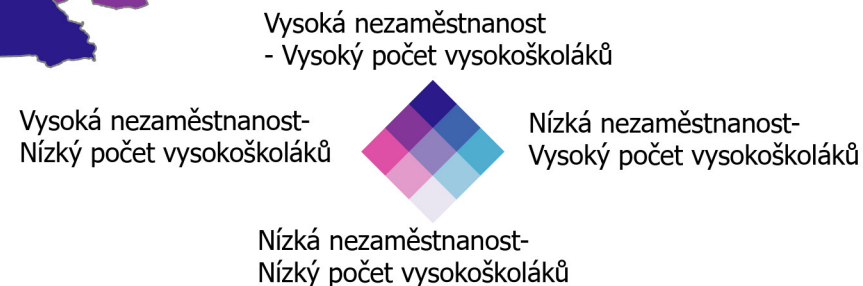 Vysoká nezaměstnanost
- Vysoký počet vysokoškoláků
Vysoká nezaměstnanost-
Nízký počet vysokoškoláků
Nízká nezaměstnanost-
Vysoký počet vysokoškoláků
Nízká nezaměstnanost-
Nízký počet vysokoškoláků